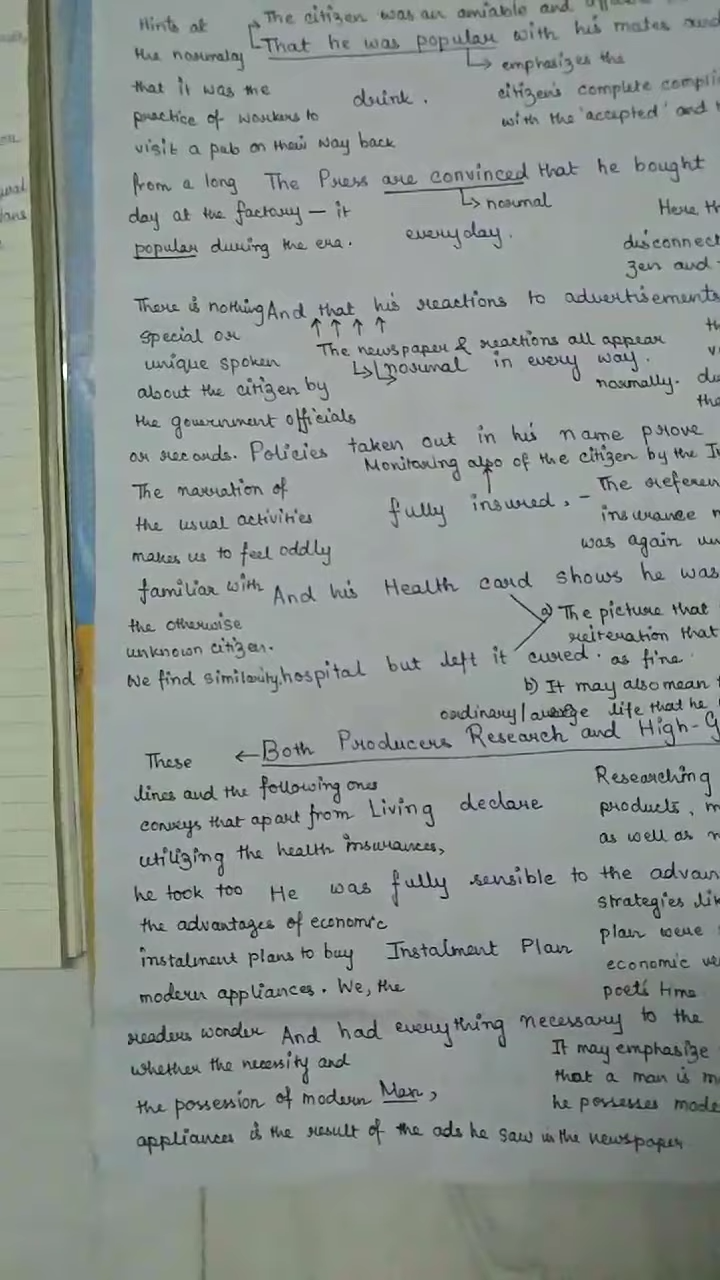 Hints at The citizen was an amiable and
the normalcy That he was popular with his mates and
emphasizes the
that it was the drink. citizen's complete
practice of workers to with the 'accepted' and
visit a pub on their way back
from a long The Press are convinced that he bought
day at the factory — it normal Here
popular during the era. everyday. disconnect
zen and
There is nothing And that his reactions to advertisements
special or
unique spoken The newspaper & reactions all appear
about the citizen by normal in every way.
normally.
the government officials
or records. Policies taken out in his name prove
Monitoring also of the citizen by the
The narration of The
the usual activities fully insured, - insurance
makes us to feel oddly was again
familiar with And his Health card shows he was
the otherwise a) The picture that
unknown citizen. reiteration that
We find similarity. hospital but left it cured. as fine.
b) It may also mean
ordinary/average life that he
These ← Both Producers Research and High-G
lines and the following ones Researching
conveys that apart from Living declare products,
utilizing the health insurances, as well as
he took too He was fully sensible to the
the advantages of economic strategies
instalment plans to buy Instalment Plan plan were
modern appliances. We, the economic
poet's time
readers wonder And had everything necessary to the
whether the necessity and It may emphasize
the possession of modern Man, that a man is
he possesses
appliances is the result of the ads he saw in the newspaper